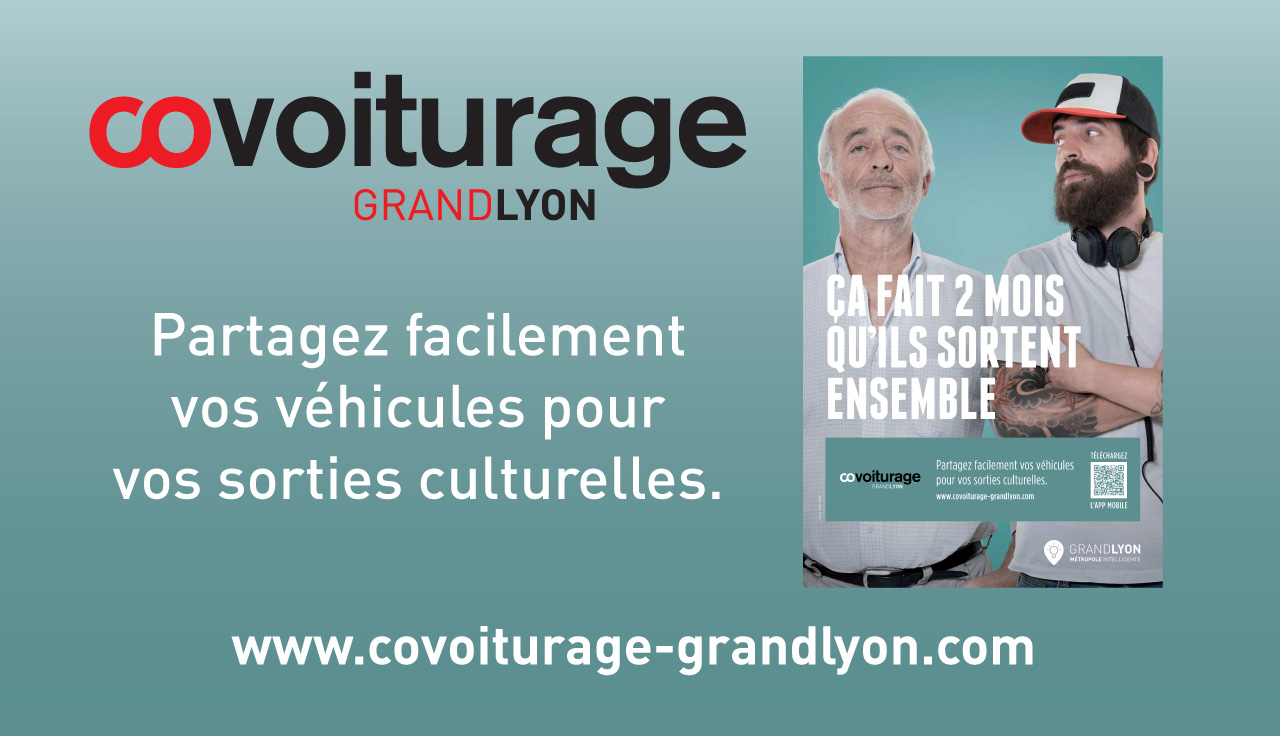 covoiturage
GRANDLYON
Partagez facilement
vos véhicules pour
vos sorties culturelles.
www.covoiturage-grandlyon.com
ÇA FAIT 2 MOIS
QU'ILS SORTENT
ENSEMBLE
covoiturage
GRANDLYON
Partagez facilement vos véhicules
pour vos sorties culturelles.
www.covoiturage-grandlyon.com
TÉLÉCHARGEZ
L'APP MOBILE
GRANDLYON
MÉTROPOLE INTELLIGENTE